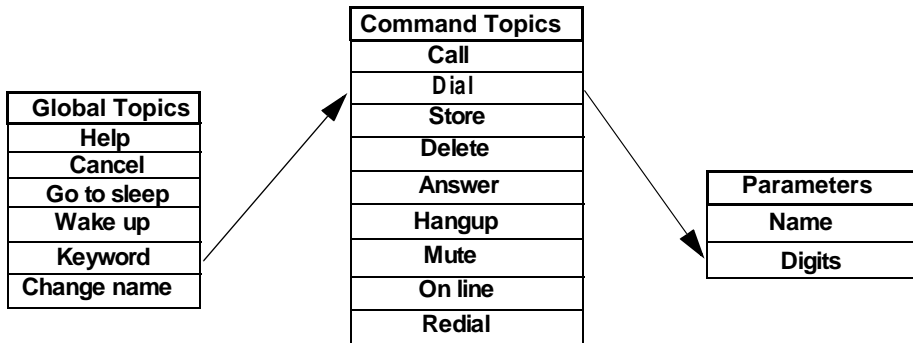 Global Topics
Help
Cancel
Go to sleep
Wake up
Keyword
Change name
Command Topics
Call
Dial
Store
Delete
Answer
Hangup
Mute
On line
Redial
Parameters
Name
Digits